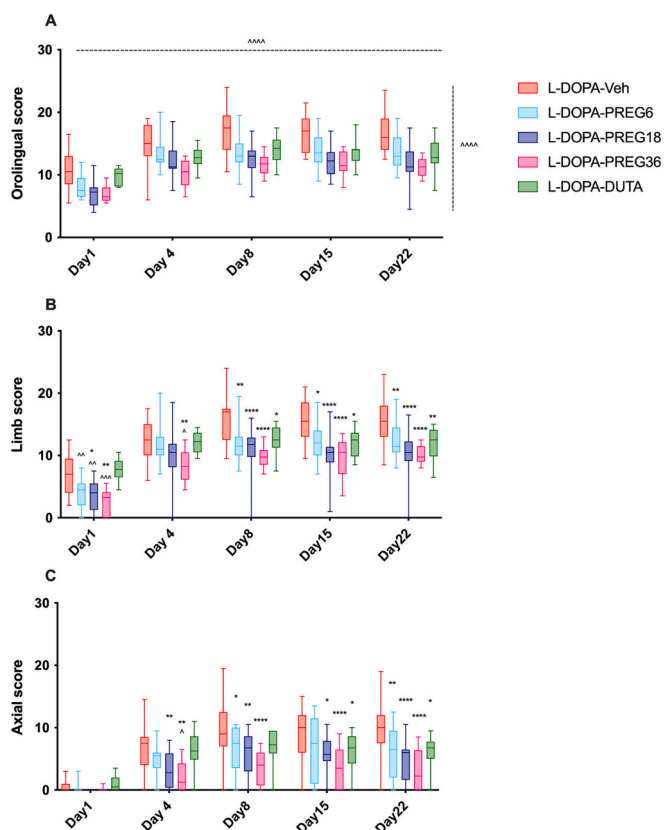 A
^^^^
30
20
10
0
Orolingual score
^^^^
Day1
Day 4
Day8
Day15
Day22
L-DOPA-Veh
L-DOPA-PREG6
L-DOPA-PREG18
L-DOPA-PREG36
L-DOPA-DUTA
B
30
20
10
0
Limb score
^^
*
^^
**
^^^
**
^
**
****
****
*
*
****
****
*
**
****
****
**
Day1
Day 4
Day8
Day15
Day22
C
30
20
10
0
Axial score
**
**
^
*
**
****
*
****
*
**
****
****
*
Day1
Day 4
Day8
Day15
Day22